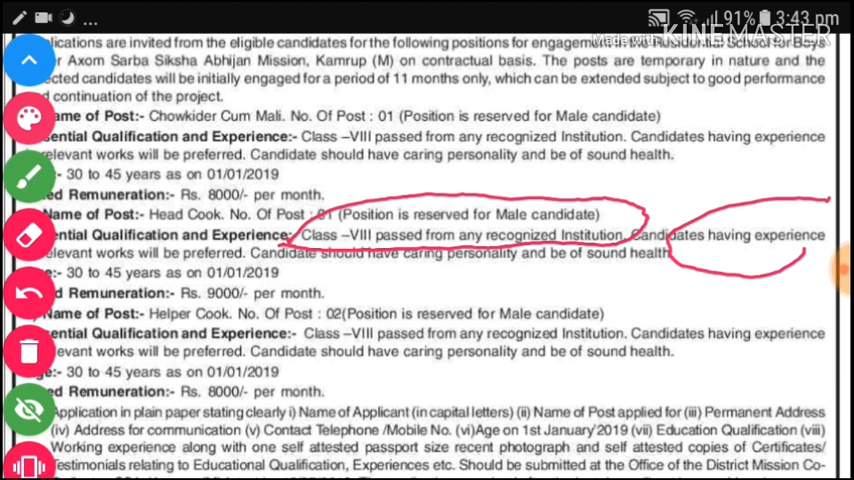 ... 91% 3:43 pm
Made with KINEMASTER
plications are invited from the eligible candidates for the following positions for engagement in the Residential School for Boys
r Axom Sarba Siksha Abhijan Mission, Kamrup (M) on contractual basis. The posts are temporary in nature and the
ected candidates will be initially engaged for a period of 11 months only, which can be extended subject to good performance
d continuation of the project.
ame of Post:- Chowkider Cum Mali. No. Of Post : 01 (Position is reserved for Male candidate)
sential Qualification and Experience:- Class –VIII passed from any recognized Institution. Candidates having experience
relevant works will be preferred. Candidate should have caring personality and be of sound health.
:- 30 to 45 years as on 01/01/2019
ed Remuneration:- Rs. 8000/- per month.
Name of Post:- Head Cook. No. Of Post : 01 (Position is reserved for Male candidate)
ential Qualification and Experience:- Class –VIII passed from any recognized Institution. Candidates having experience
elevant works will be preferred. Candidate should have caring personality and be of sound health.
e:- 30 to 45 years as on 01/01/2019
d Remuneration:- Rs. 9000/- per month.
Name of Post:- Helper Cook. No. Of Post : 02(Position is reserved for Male candidate)
sential Qualification and Experience:- Class –VIII passed from any recognized Institution. Candidates having experience
levant works will be preferred. Candidate should have caring personality and be of sound health.
ge:- 30 to 45 years as on 01/01/2019
ed Remuneration:- Rs. 8000/- per month.
Application in plain paper stating clearly i) Name of Applicant (in capital letters) (ii) Name of Post applied for (iii) Permanent Address
(iv) Address for communication (v) Contact Telephone /Mobile No. (vi)Age on 1st January'2019 (vii) Education Qualification (viii)
Working experience along with one self attested passport size recent photograph and self attested copies of Certificates/
Testimonials relating to Educational Qualification, Experiences etc. Should be submitted at the Office of the District Mission Co-